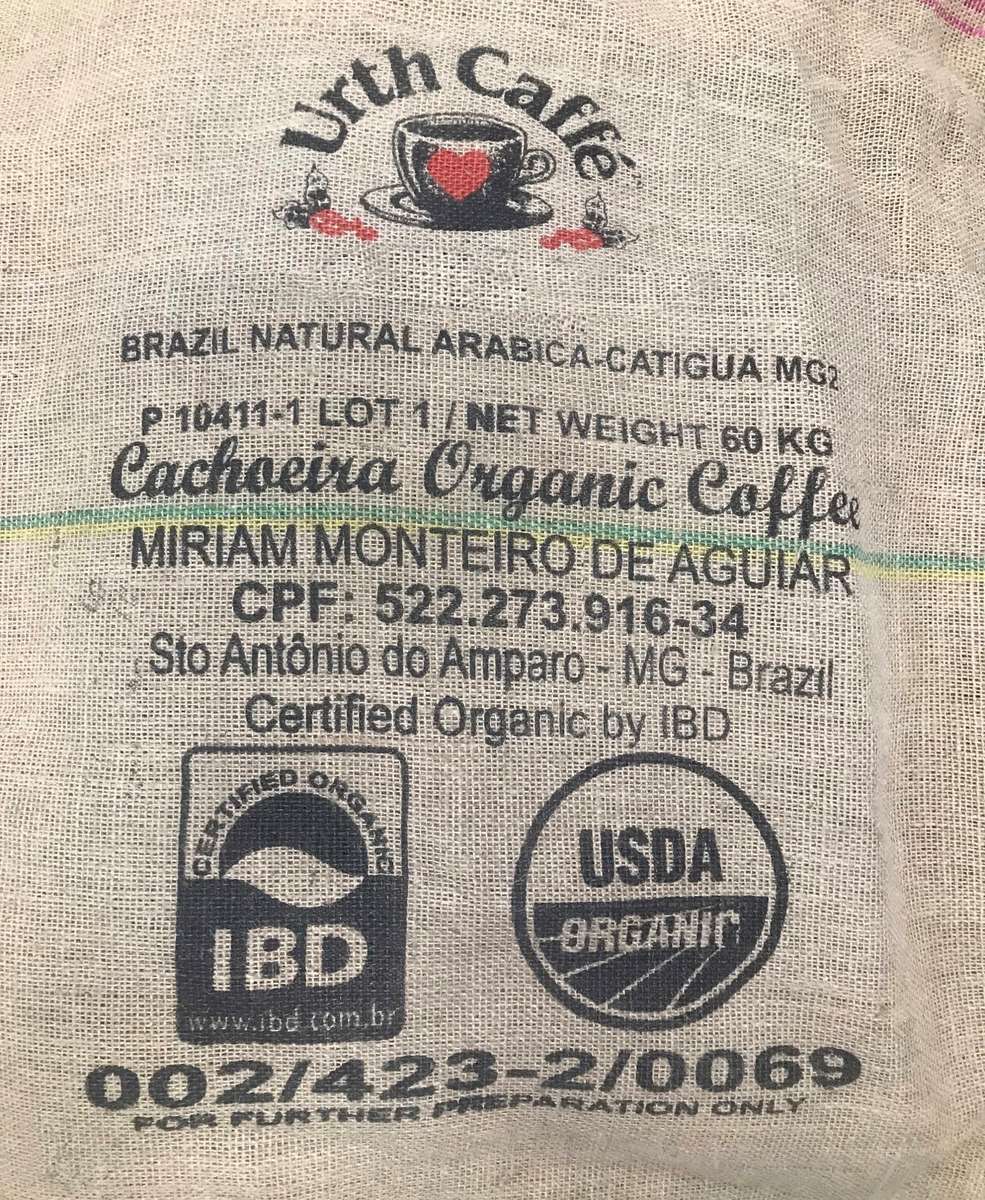 Urth Caffé
BRAZIL NATURAL ARABICA-CATIGUÁ MG2
P 10411-1 LOT 1 / NET WEIGHT 60 KG
Cachoeira Organic Coffee
MIRIAM MONTEIRO DE AGUIAR
CPF: 522.273.916-34
Sto Antônio do Amparo - MG - Brazil
Certified Organic by IBD
CERTIFIED ORGANIC
IBD
www.ibd.com.br
USDA
ORGANIC
002/423-2/0069
FOR FURTHER PREPARATION ONLY